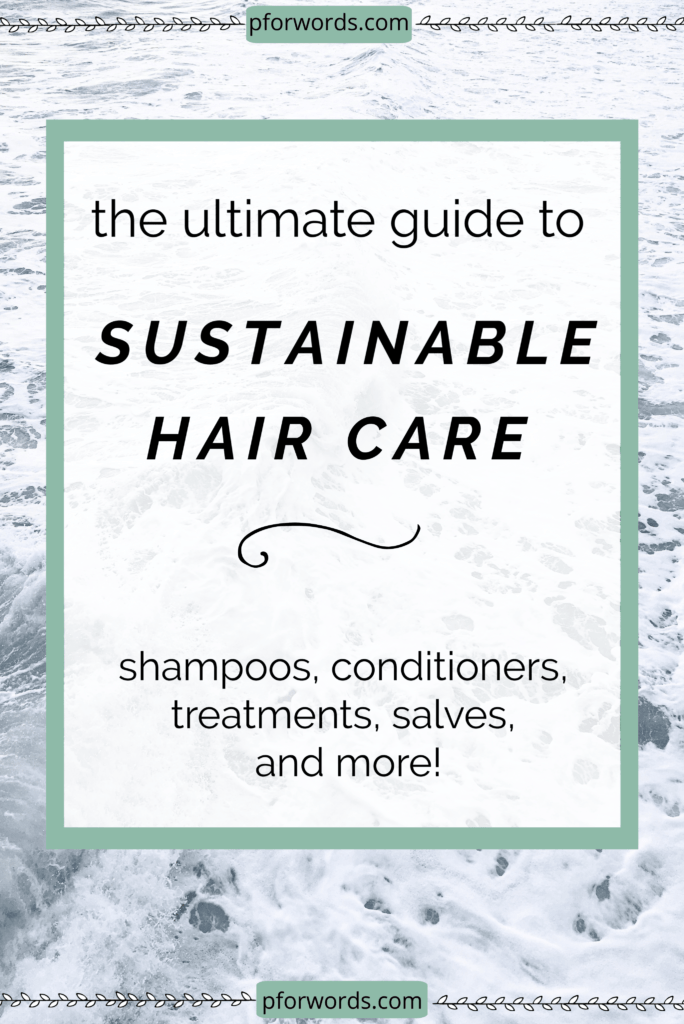 pforwords.com
the ultimate guide to
SUSTAINABLE
HAIR CARE
shampoos, conditioners,
treatments, salves,
and more!
pforwords.com